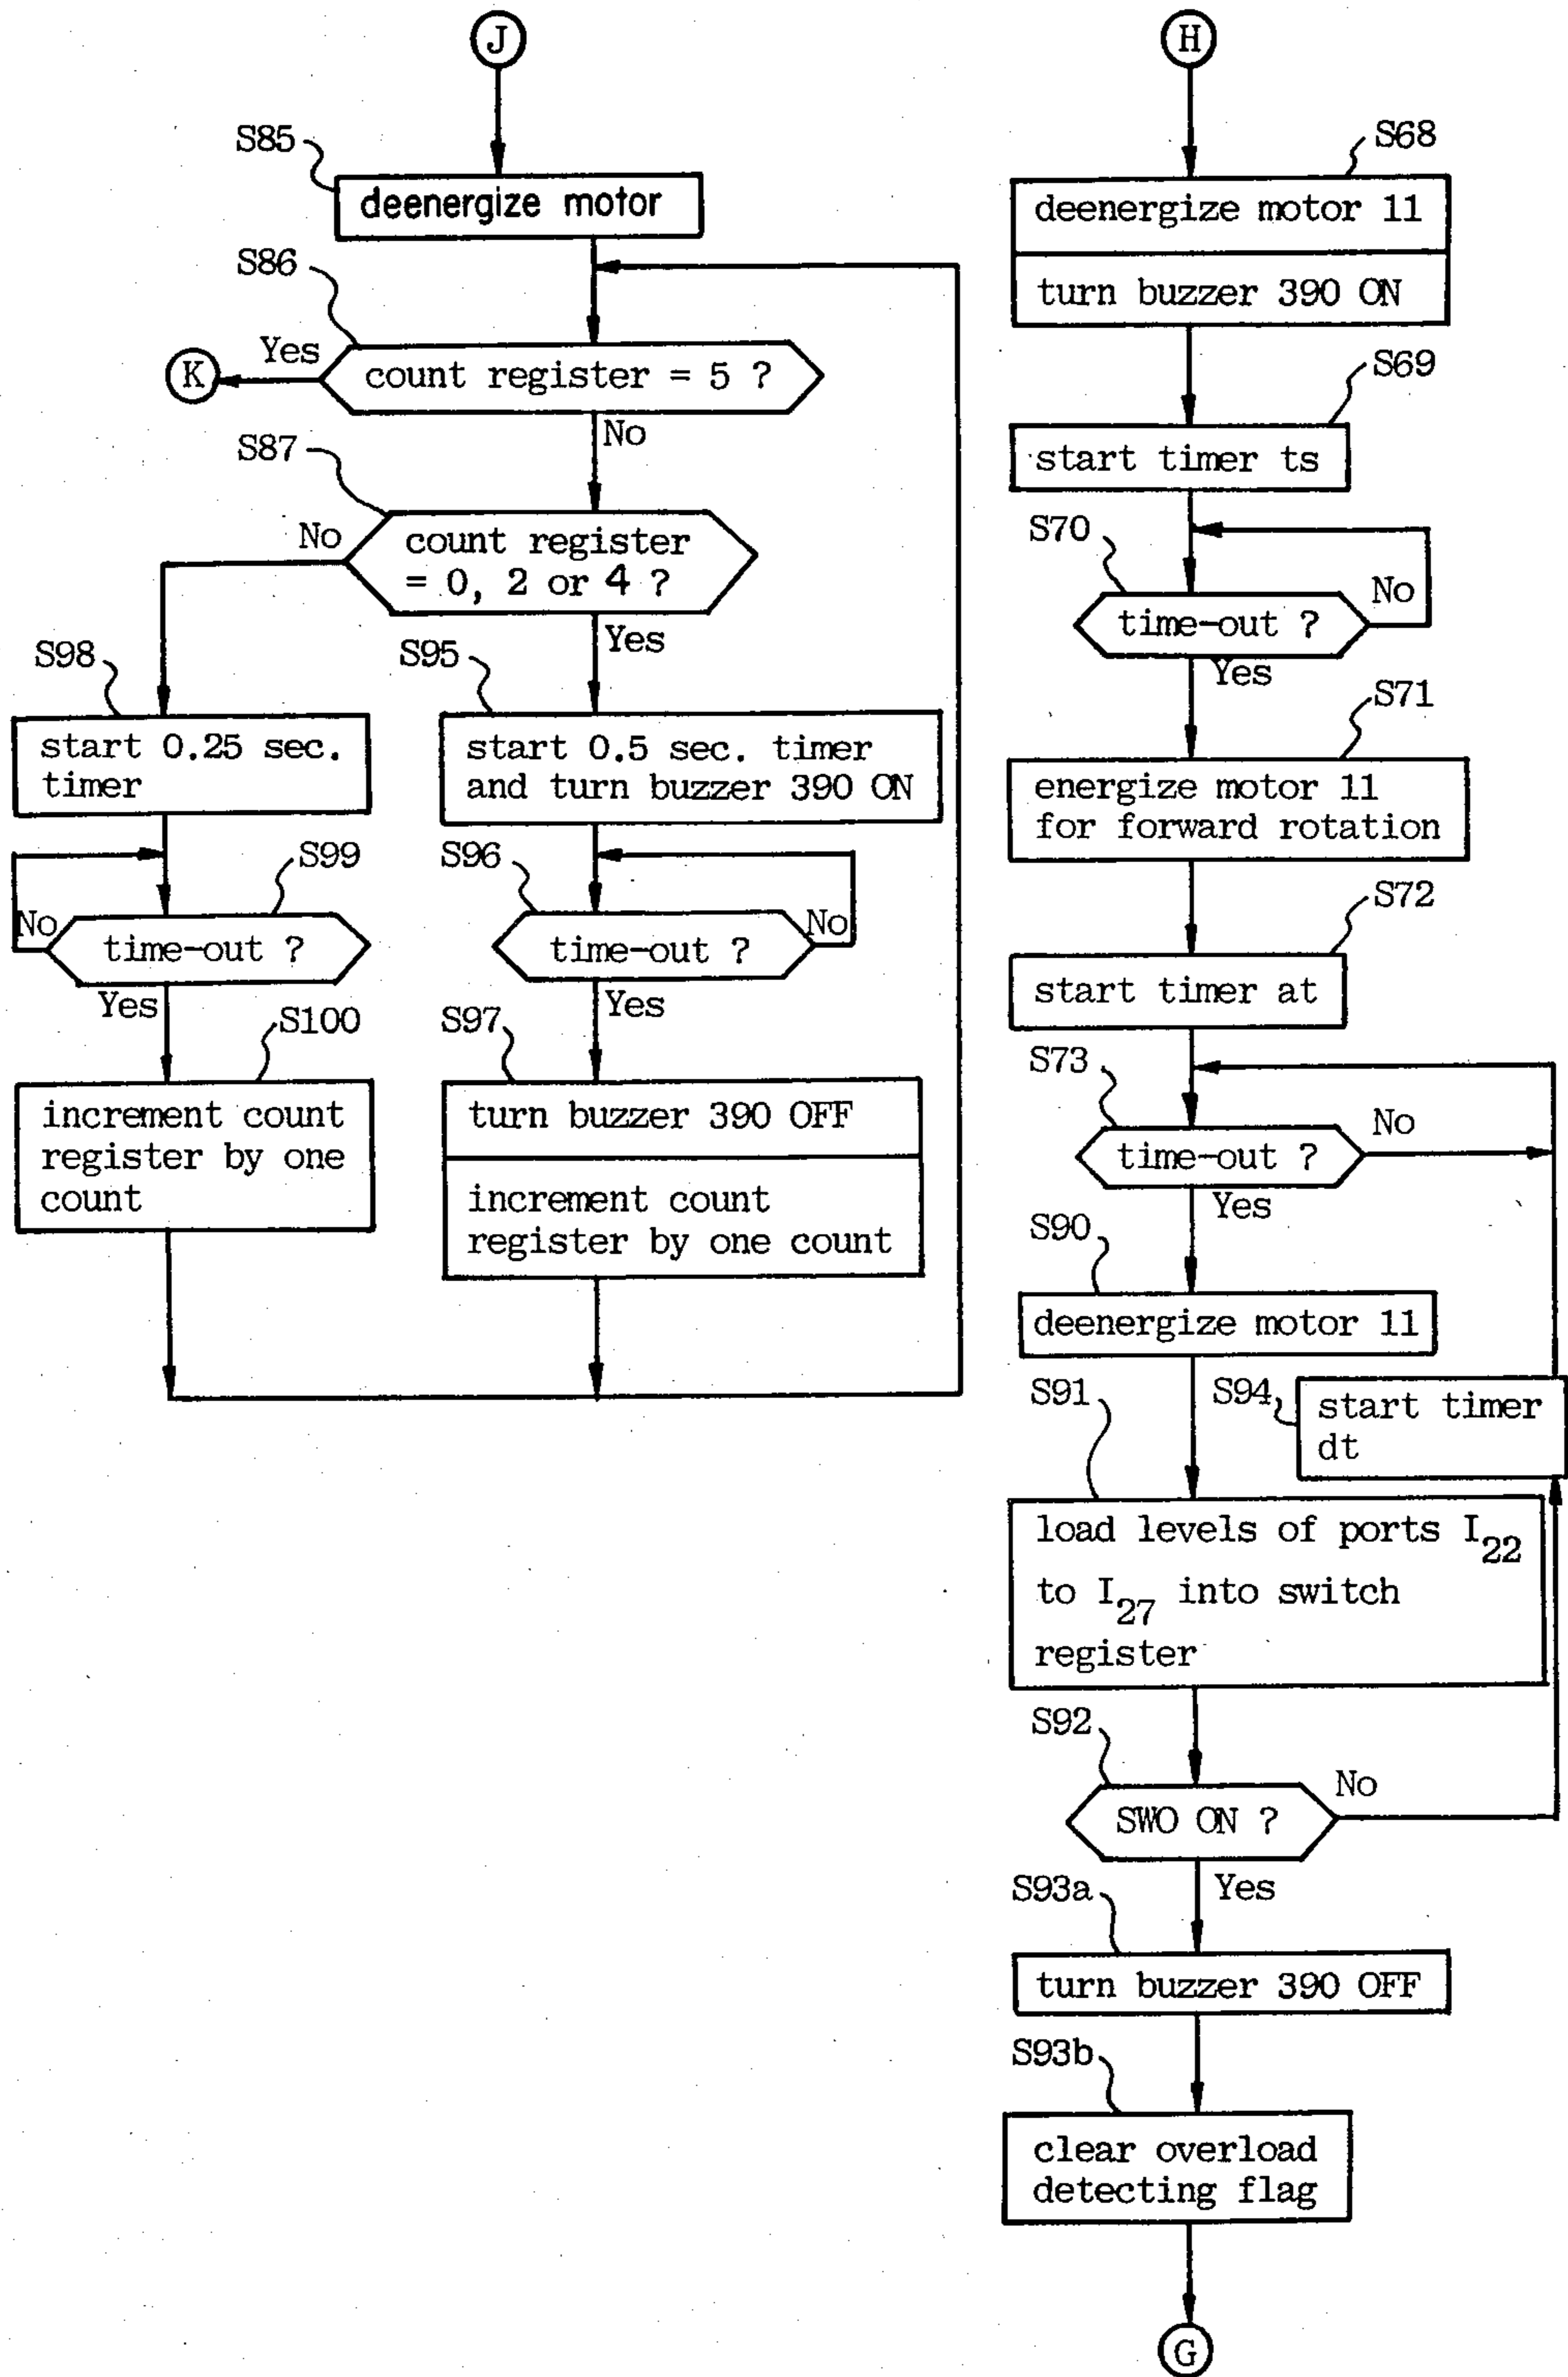 J
S85
deenergize motor
S86
Yes
K
count register = 5 ?
No
S87
No
count register
= 0, 2 or 4 ?
Yes
S98
start 0.25 sec.
timer
S99
No
time-out ?
Yes
S100
increment count
register by one
count
S95
start 0.5 sec. timer
and turn buzzer 390 ON
S96
No
time-out ?
Yes
S97
turn buzzer 390 OFF
increment count
register by one count
H
S68
deenergize motor 11
turn buzzer 390 ON
S69
start timer ts
S70
No
time-out ?
Yes
S71
energize motor 11
for forward rotation
S72
start timer at
S73
No
time-out ?
Yes
S90
deenergize motor 11
S91
S94
start timer
dt
load levels of ports I22
to I27 into switch
register
S92
No
SWO ON ?
Yes
S93a
turn buzzer 390 OFF
S93b
clear overload
detecting flag
G